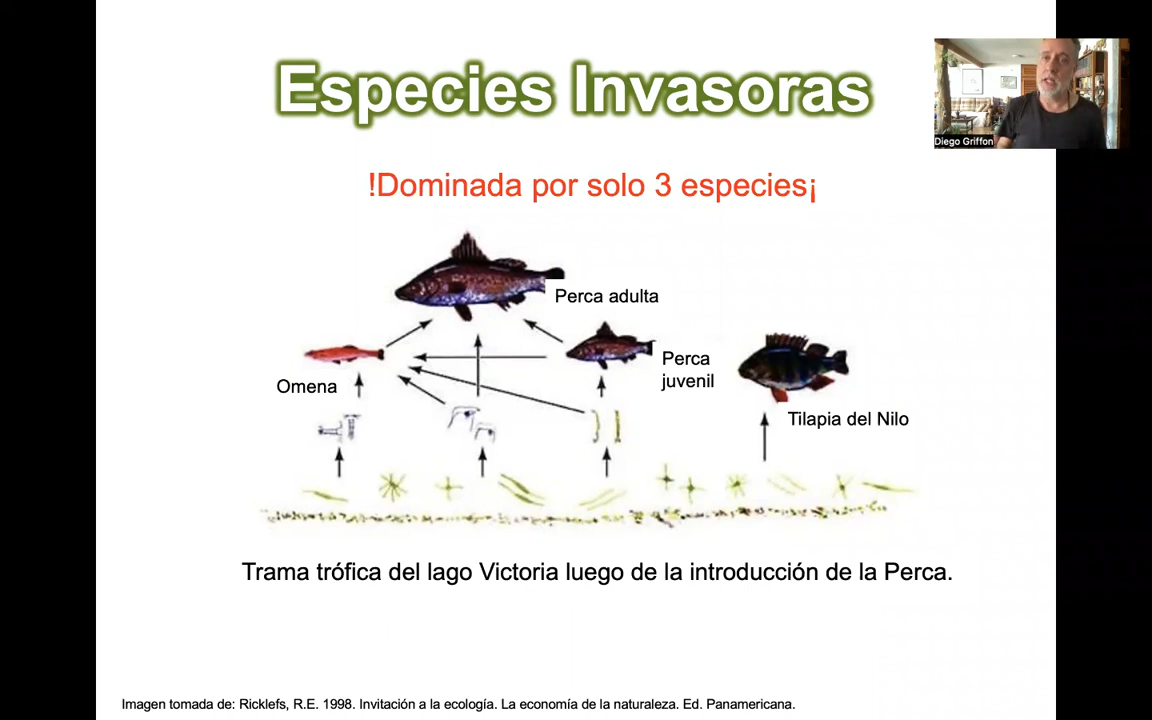 Especies Invasoras
Diego Griffon
!Dominada por solo 3 especies¡
Perca adulta
Perca
juvenil
Omena
Tilapia del Nilo
Trama trófica del lago Victoria luego de la introducción de la Perca.
Imagen tomada de: Ricklefs, R.E. 1998. Invitación a la ecología. La economía de la naturaleza. Ed. Panamericana.